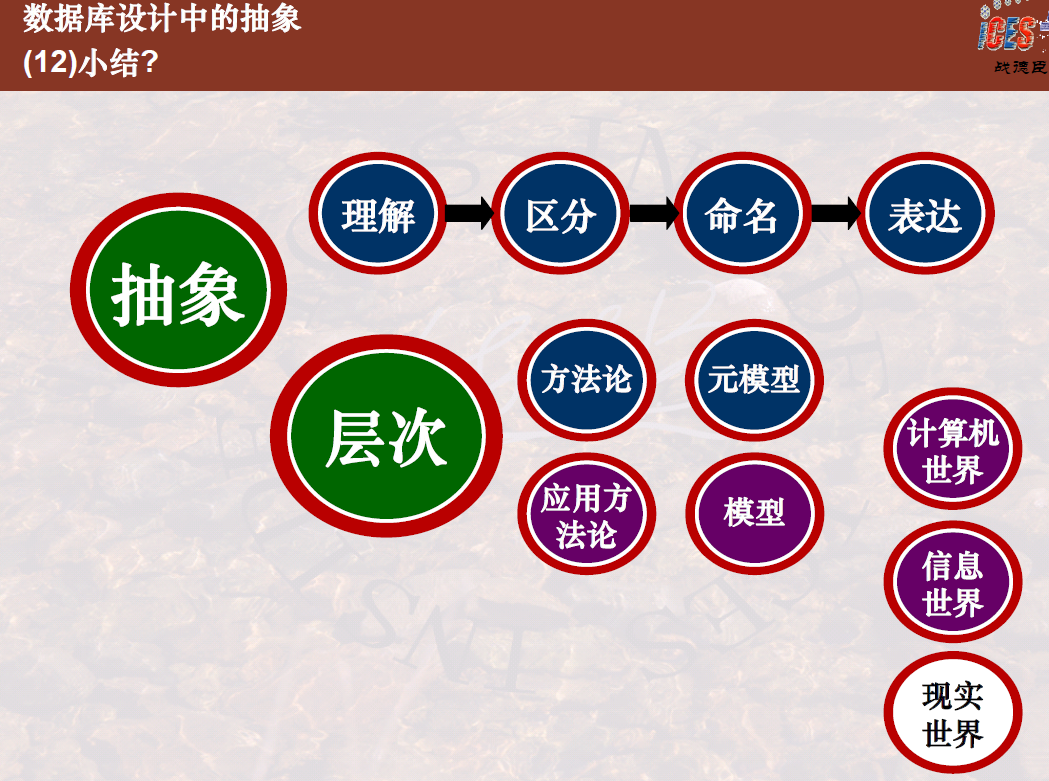 数据库设计中的抽象
(12)小结?
ICES
战德臣
理解
区分
命名
表达
抽象
层次
方法论
元模型
应用方
法论
模型
计算机
世界
信息
世界
现实
世界